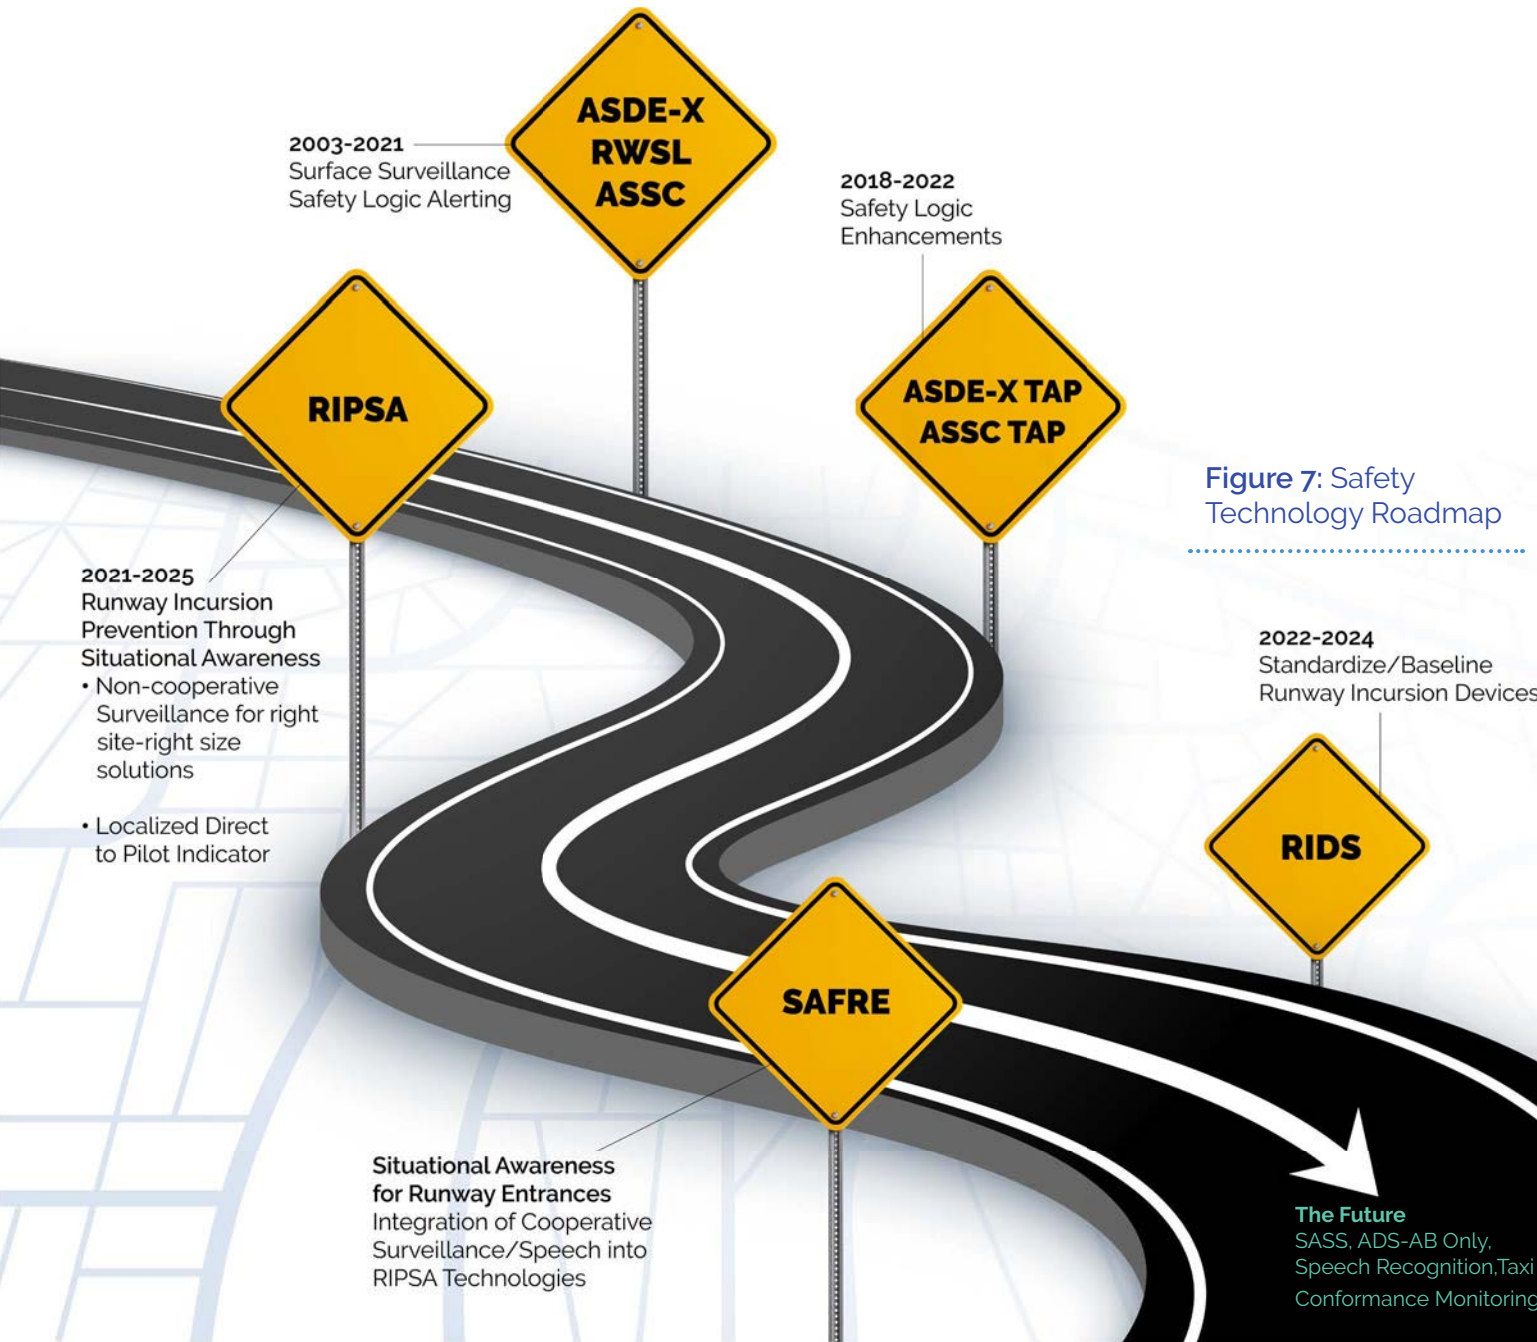 ASDE-X
RWSL
ASSC
2003-2021
Surface Surveillance
Safety Logic Alerting
2018-2022
Safety Logic
Enhancements
ASDE-X TAP
ASSC TAP
RIPSA
Figure 7: Safety
Technology Roadmap
2021-2025
Runway Incursion
Prevention Through
Situational Awareness
• Non-cooperative
Surveillance for right
site-right size
solutions
• Localized Direct
to Pilot Indicator
2022-2024
Standardize/Baseline
Runway Incursion Devices
RIDS
SAFRE
Situational Awareness
for Runway Entrances
Integration of Cooperative
Surveillance/Speech into
RIPSA Technologies
The Future
SASS, ADS-AB Only,
Speech Recognition,Taxi
Conformance Monitoring